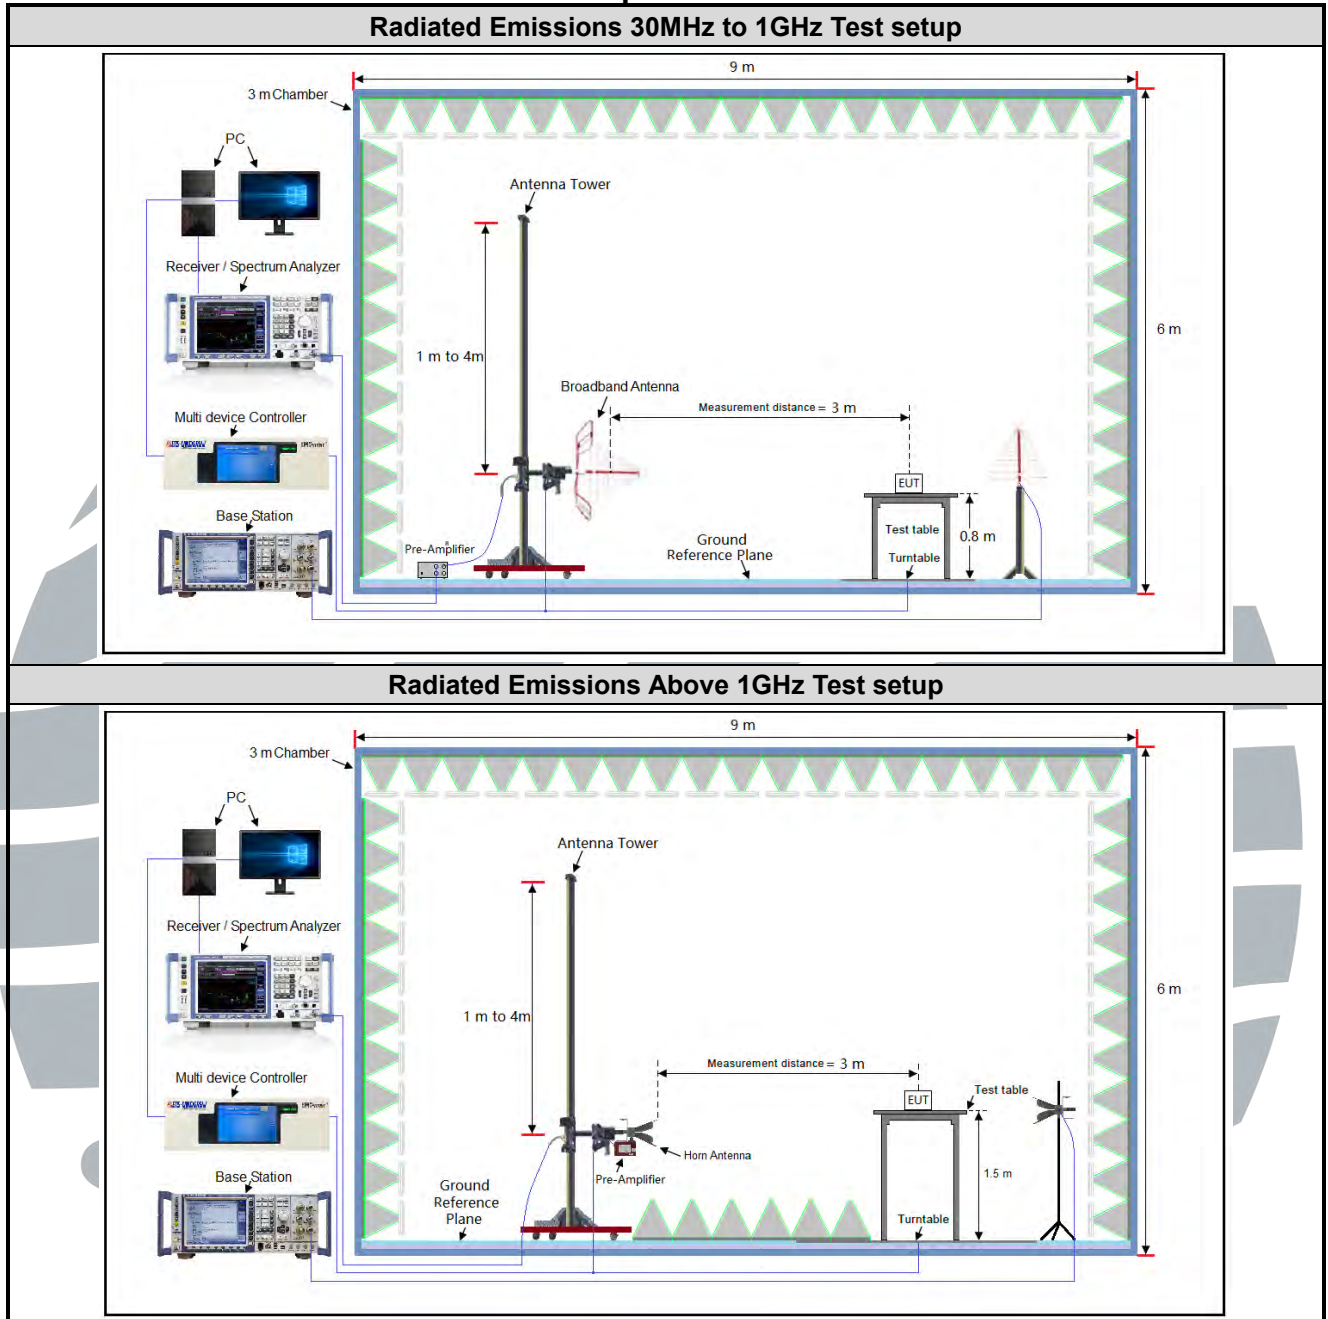 Radiated Emissions 30MHz to 1GHz Test setup
9 m
3 m Chamber
PC
Antenna Tower
Receiver / Spectrum Analyzer
6 m
1 m to 4m
Broadband Antenna
Measurement distance = 3 m
Multi device Controller
EUT
Base Station
Test table
0.8 m
Ground
Reference Plane
Pre-Amplifier
Turntable
Radiated Emissions Above 1GHz Test setup
9 m
3 m Chamber
PC
Antenna Tower
Receiver / Spectrum Analyzer
6 m
1 m to 4m
Measurement distance = 3 m
Multi device Controller
Test table
EUT
Horn Antenna
Pre-Amplifier
1.5 m
Base Station
Ground
Reference
Plane
Turntable